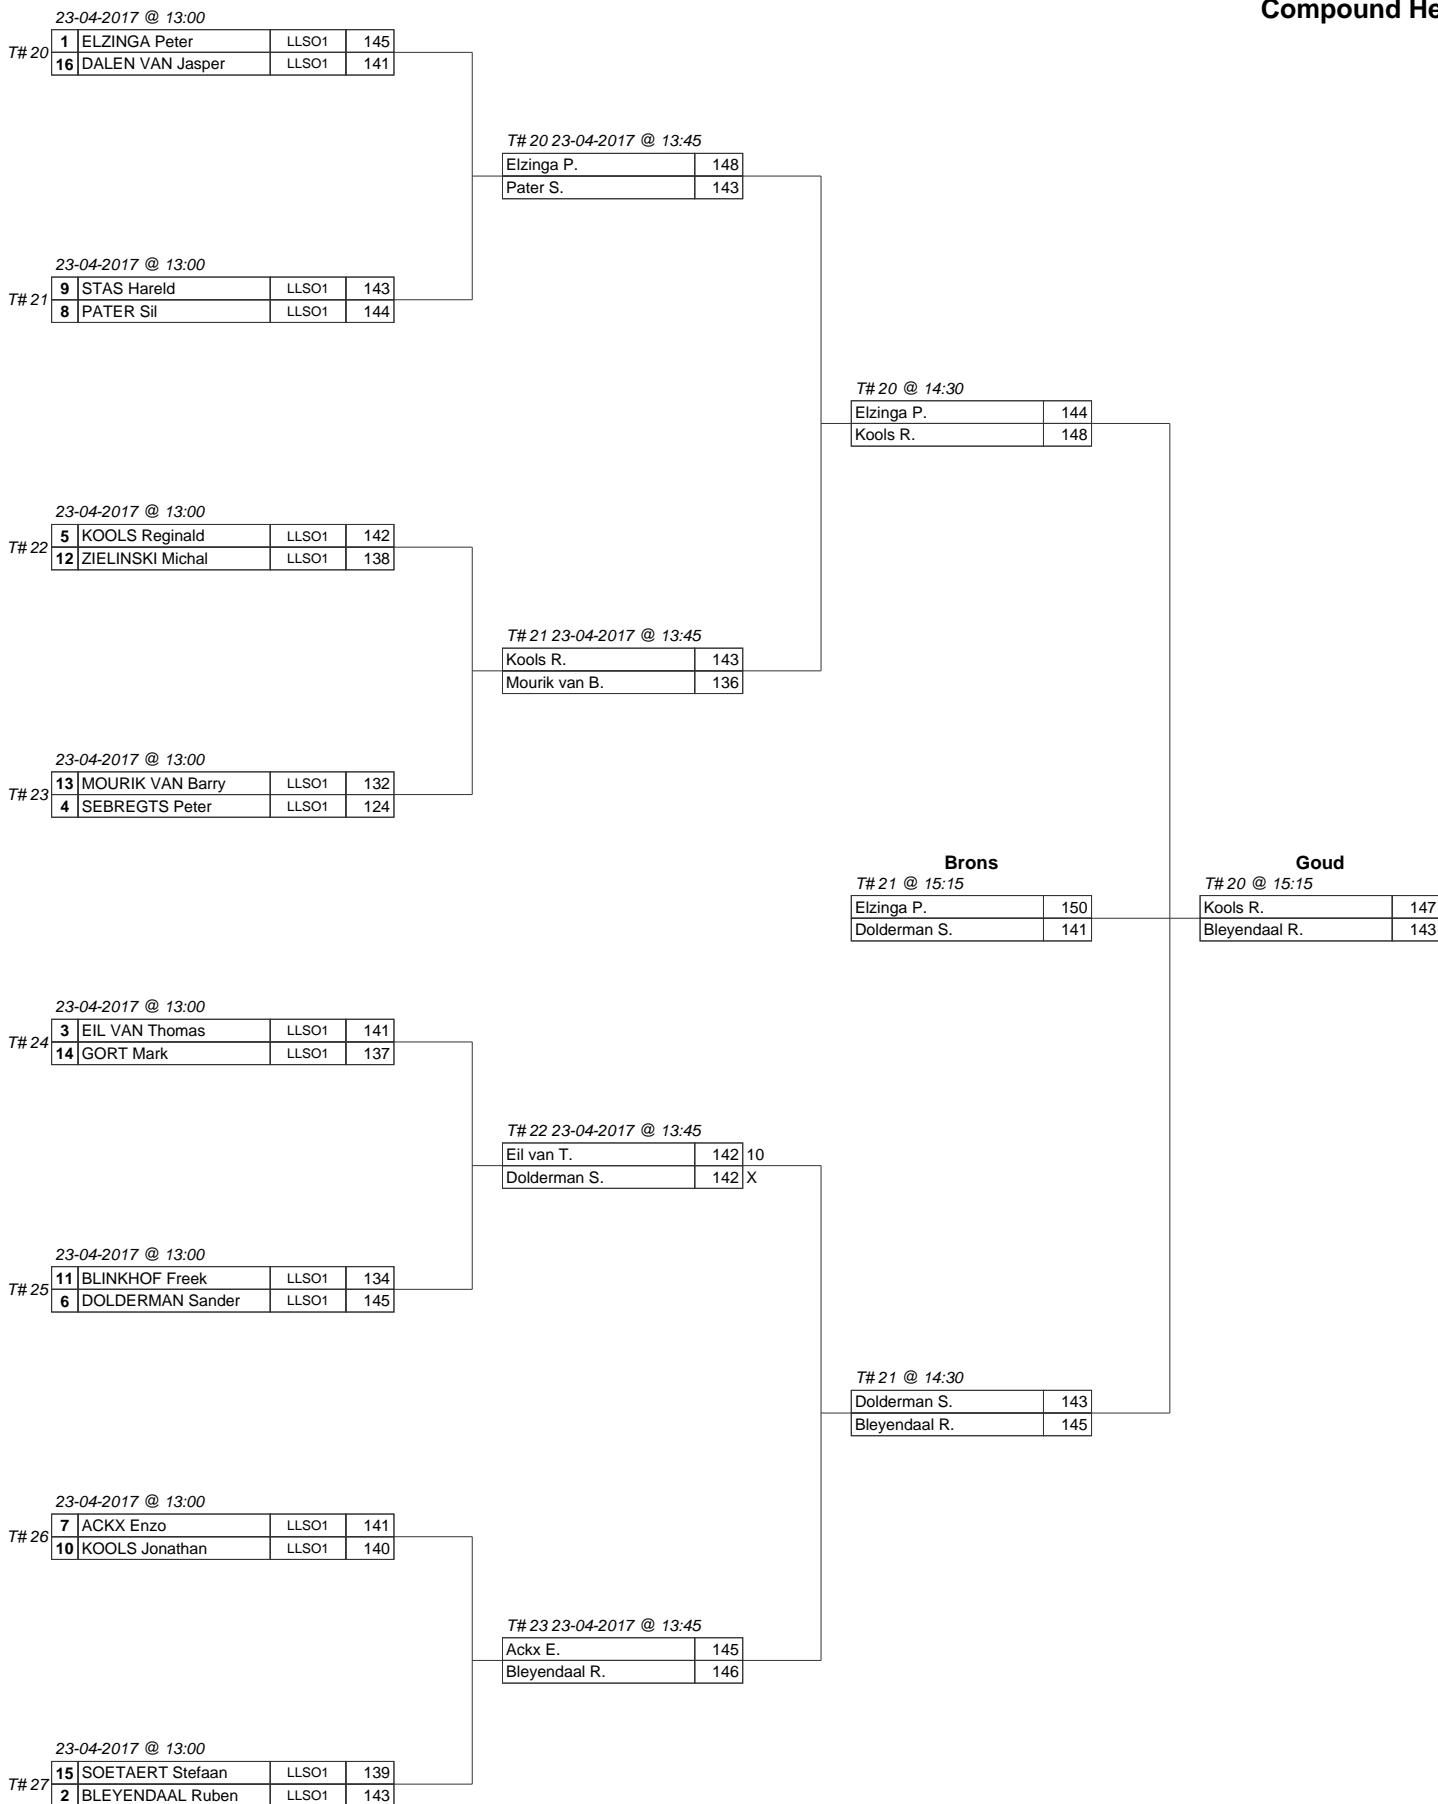 Compound He
23-04-2017 @ 13:00
T# 20
1 ELZINGA Peter LLSO1 145
16 DALEN VAN Jasper LLSO1 141
T# 20 23-04-2017 @ 13:45
Elzinga P. 148
Pater S. 143
23-04-2017 @ 13:00
T# 21
9 STAS Hareld LLSO1 143
8 PATER Sil LLSO1 144
T# 20 @ 14:30
Elzinga P. 144
Kools R. 148
23-04-2017 @ 13:00
T# 22
5 KOOLS Reginald LLSO1 142
12 ZIELINSKI Michal LLSO1 138
T# 21 23-04-2017 @ 13:45
Kools R. 143
Mourik van B. 136
23-04-2017 @ 13:00
T# 23
13 MOURIK VAN Barry LLSO1 132
4 SEBREGTS Peter LLSO1 124
Brons
T# 21 @ 15:15
Elzinga P. 150
Dolderman S. 141
Goud
T# 20 @ 15:15
Kools R. 147
Bleyendaal R. 143
23-04-2017 @ 13:00
T# 24
3 EIL VAN Thomas LLSO1 141
14 GORT Mark LLSO1 137
T# 22 23-04-2017 @ 13:45
Eil van T. 142 10
Dolderman S. 142 X
23-04-2017 @ 13:00
T# 25
11 BLINKHOF Freek LLSO1 134
6 DOLDERMAN Sander LLSO1 145
T# 21 @ 14:30
Dolderman S. 143
Bleyendaal R. 145
23-04-2017 @ 13:00
T# 26
7 ACKX Enzo LLSO1 141
10 KOOLS Jonathan LLSO1 140
T# 23 23-04-2017 @ 13:45
Ackx E. 145
Bleyendaal R. 146
23-04-2017 @ 13:00
T# 27
15 SOETAERT Stefaan LLSO1 139
2 BLEYENDAAL Ruben LLSO1 143